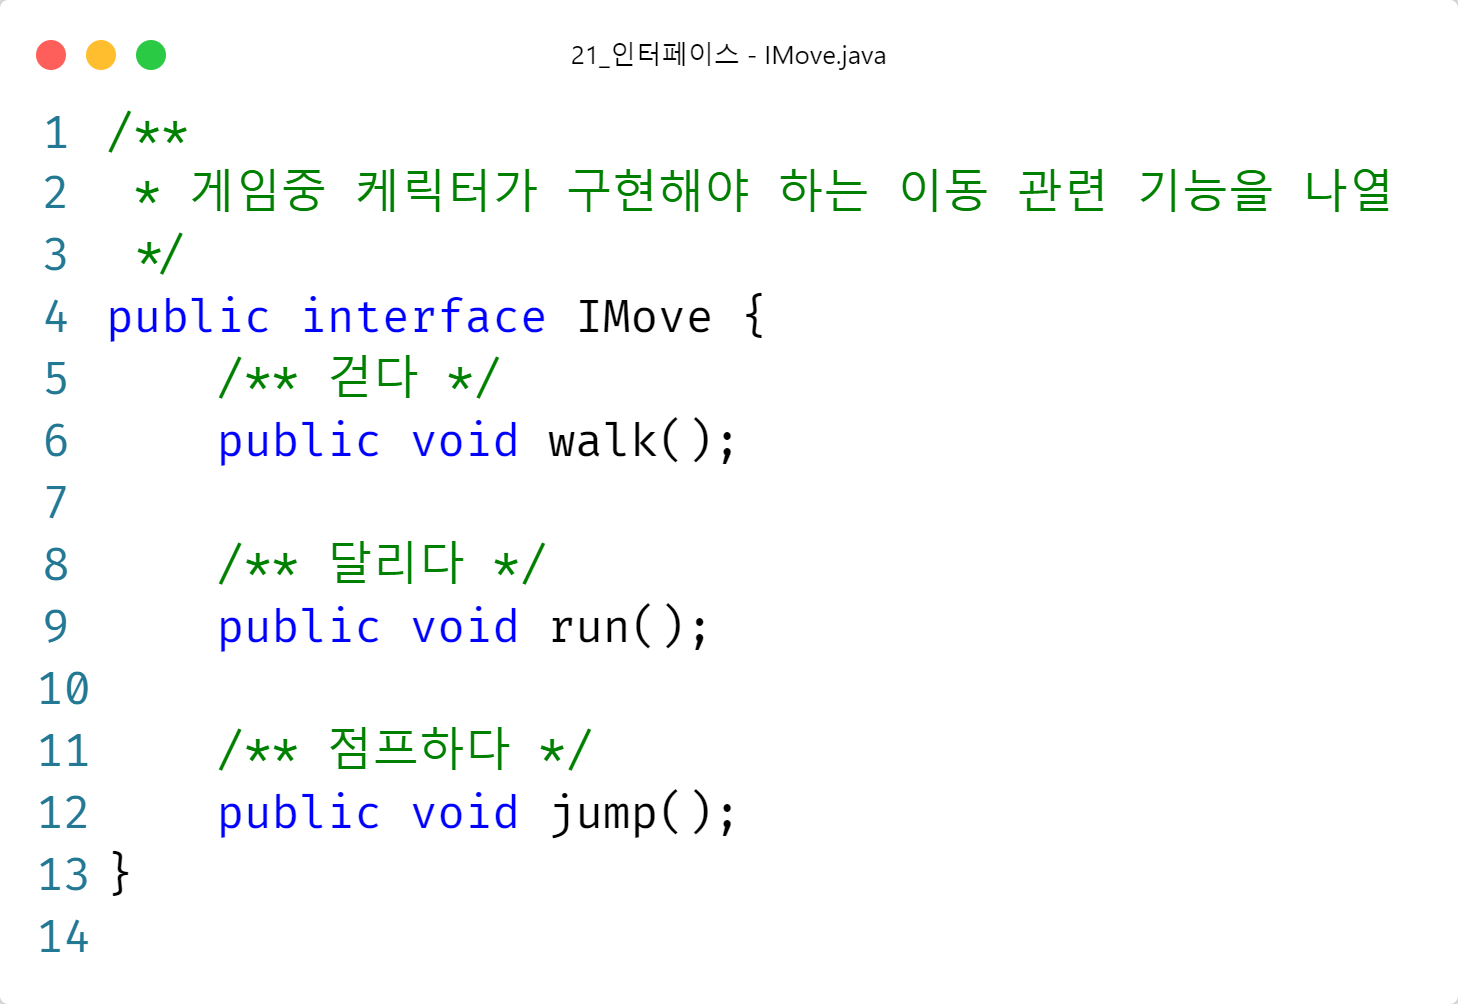 21_인터페이스 - IMove.java
1 /**
2  * 게임중 케릭터가 구현해야 하는 이동 관련 기능을 나열
3  */
4 public interface IMove {
5     /** 걷다 */
6     public void walk();
7
8     /** 달리다 */
9     public void run();
10
11     /** 점프하다 */
12     public void jump();
13 }
14